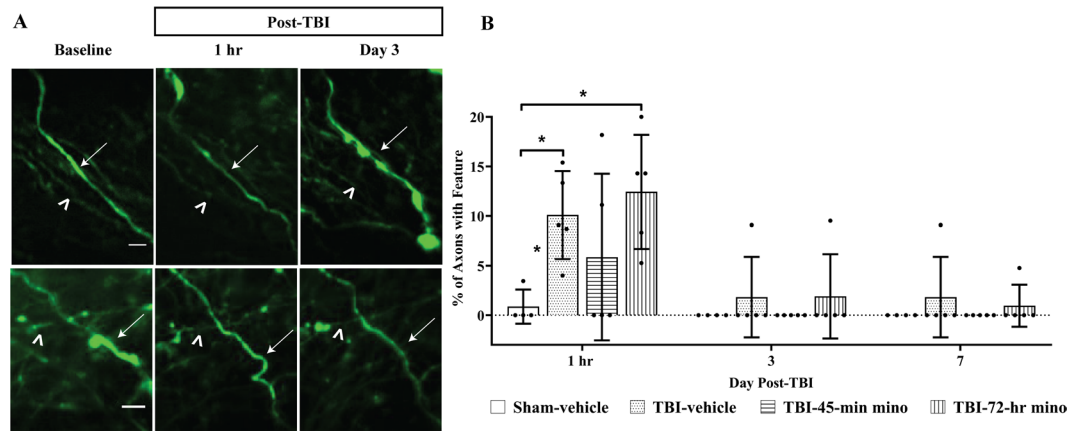 A
Post-TBI
Baseline 1 hr Day 3
B
% of Axons with Feature
20
15
10
5
0
* * *
1 hr 3 7
Day Post-TBI
Sham-vehicle TBI-vehicle TBI-45-min mino TBI-72-hr mino